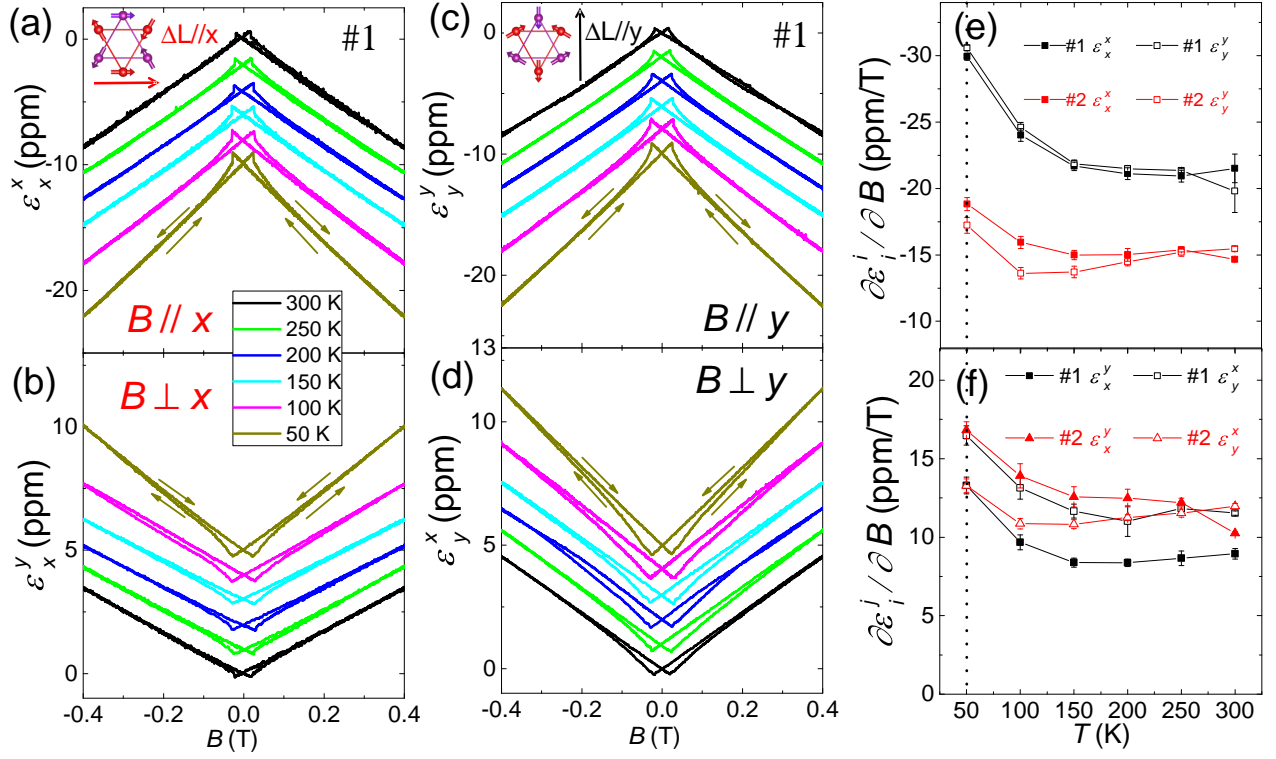 (a)
ΔL//x
#1
0
-10
-20
ε_x^x (ppm)
B // x
300 K
250 K
200 K
150 K
100 K
50 K
(b)
B ⊥ x
10
5
0
ε_x^y (ppm)
-0.4 -0.2 0.0 0.2 0.4
B (T)
(c)
ΔL//y
#1
0
-10
-20
ε_y^y (ppm)
B // y
(d)
B ⊥ y
13
10
5
0
ε_y^x (ppm)
-0.4 -0.2 0.0 0.2 0.4
B (T)
(e)
#1 ε_x^x #1 ε_y^y
#2 ε_x^x #2 ε_y^y
-30
-25
-20
-15
-10
∂ε_i^i / ∂B (ppm/T)
(f)
#1 ε_x^y #1 ε_y^x
#2 ε_x^y #2 ε_y^x
20
15
10
5
0
∂ε_i^j / ∂B (ppm/T)
50 100 150 200 250 300
T (K)